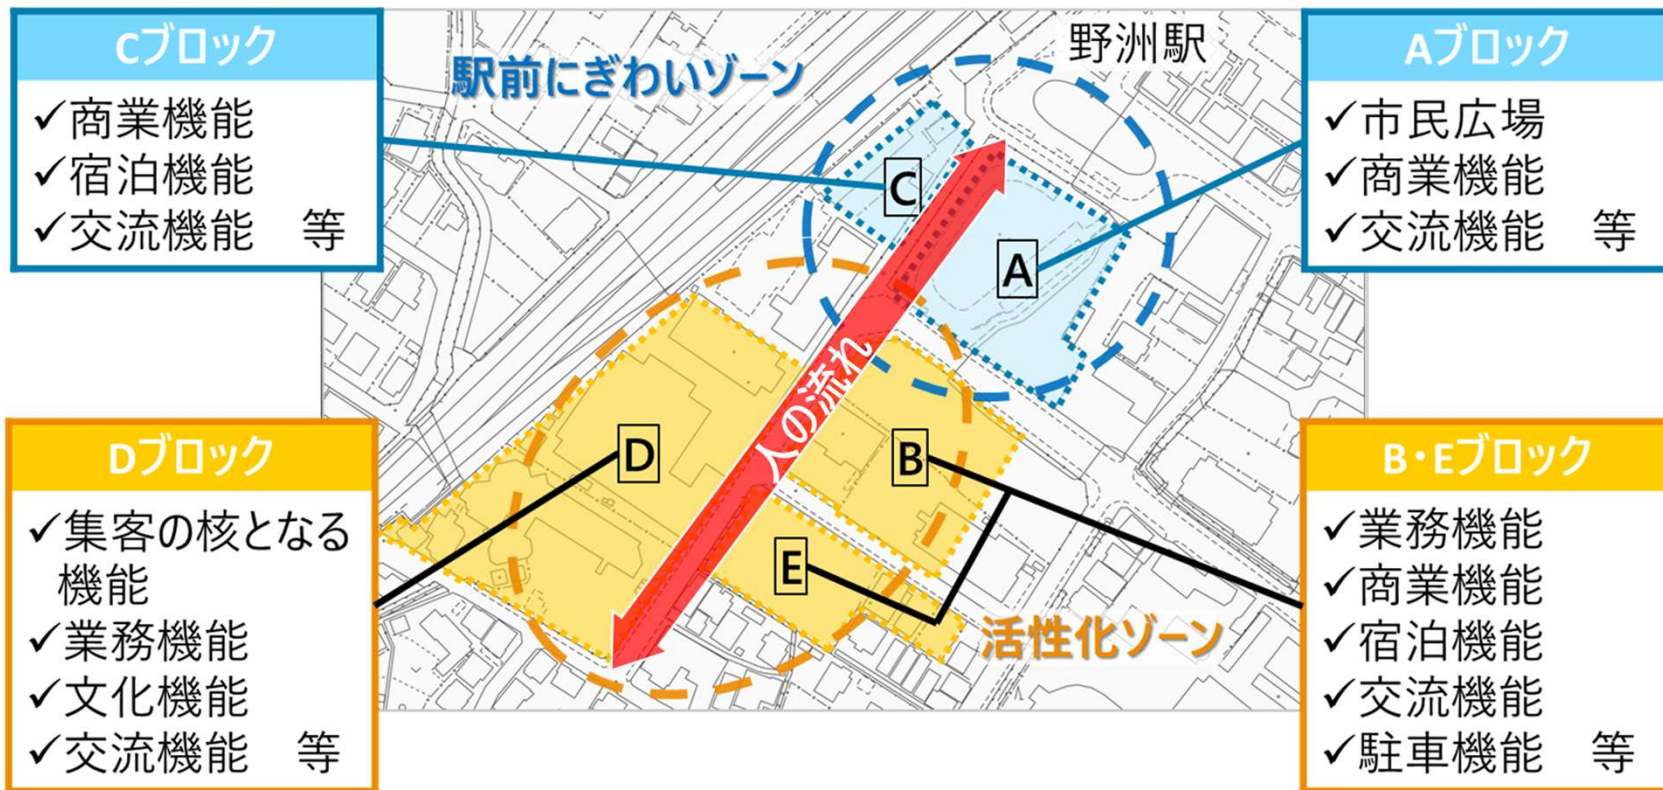 Cブロック
✓商業機能
✓宿泊機能
✓交流機能　等
駅前にぎわいゾーン
野洲駅
Aブロック
✓市民広場
✓商業機能
✓交流機能　等
C
A
人の流れ
D
B
E
活性化ゾーン
Dブロック
✓集客の核となる
機能
✓業務機能
✓文化機能
✓交流機能　等
B・Eブロック
✓業務機能
✓商業機能
✓宿泊機能
✓交流機能
✓駐車機能　等